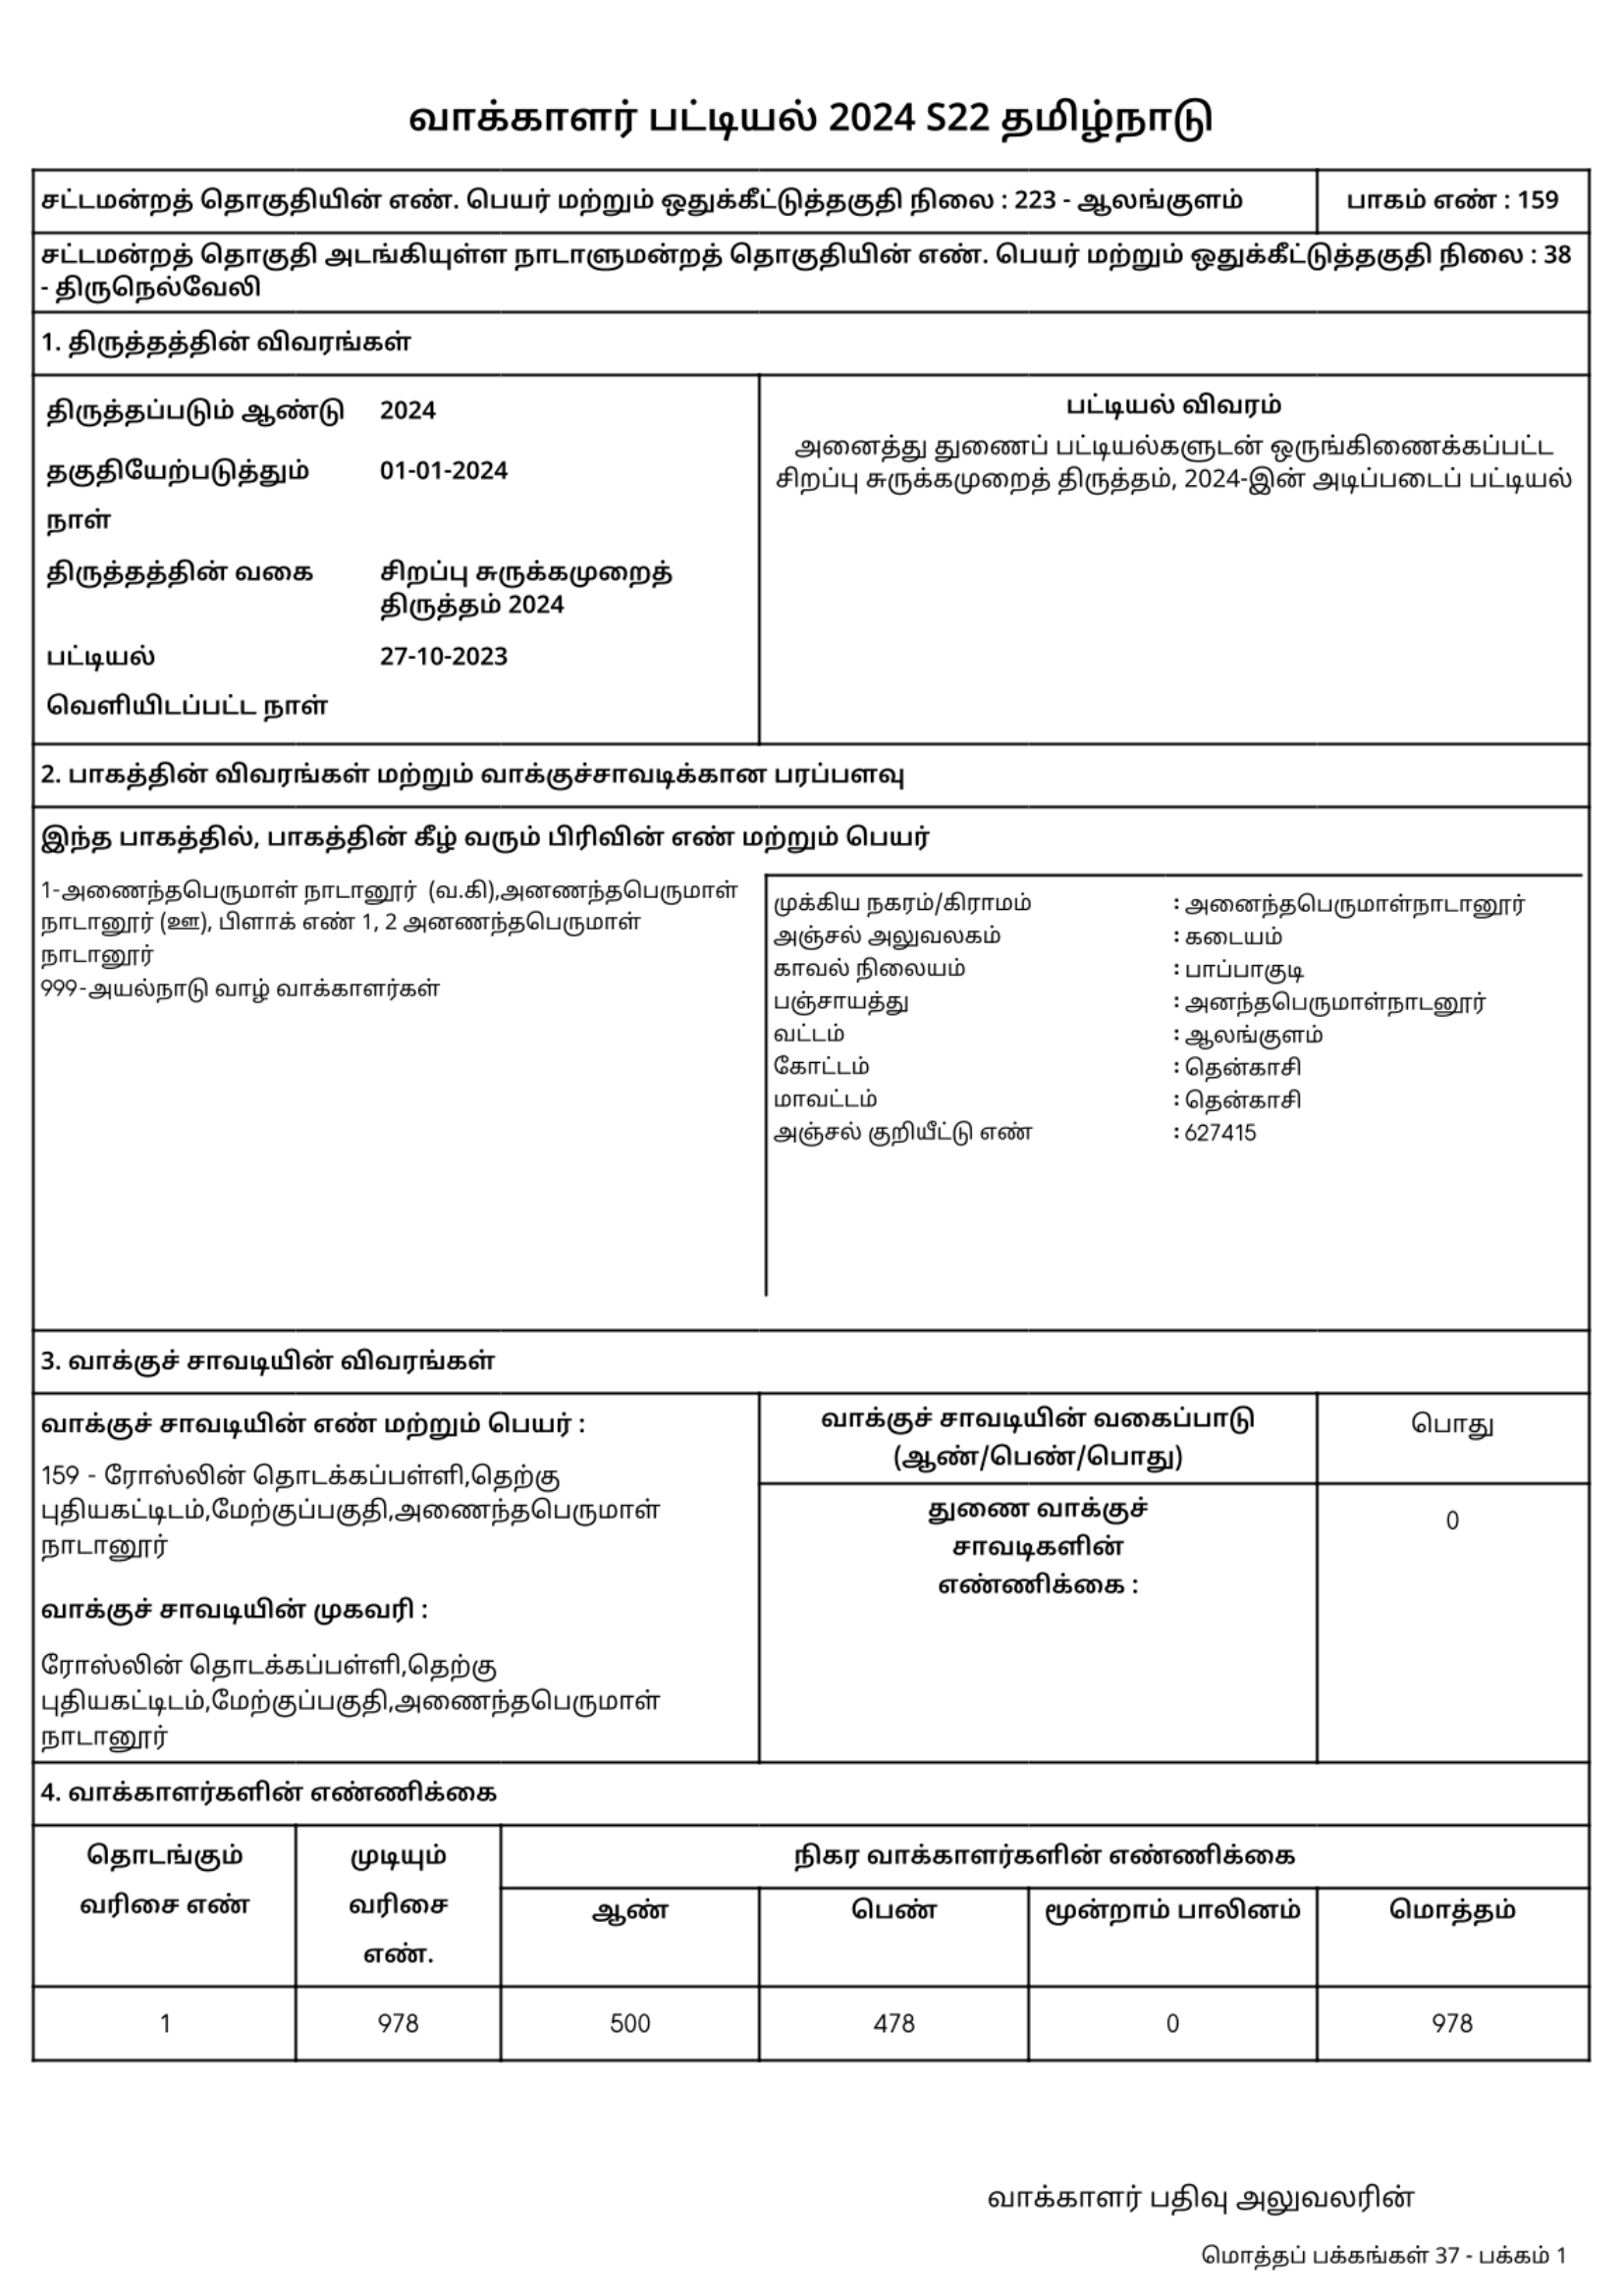 வாக்காளர் பட்டியல் 2024 S22 தமிழ்நாடு
சட்டமன்றத் தொகுதியின் எண். பெயர் மற்றும் ஒதுக்கீட்டுத்தகுதி நிலை : 223 - ஆலங்குளம்
பாகம் எண் : 159
சட்டமன்றத் தொகுதி அடங்கியுள்ள நாடாளுமன்றத் தொகுதியின் எண். பெயர் மற்றும் ஒதுக்கீட்டுத்தகுதி நிலை : 38
- திருநெல்வேலி
1. திருத்தத்தின் விவரங்கள்
திருத்தப்படும் ஆண்டு 2024
தகுதியேற்படுத்தும் 01-01-2024
நாள்
திருத்தத்தின் வகை சிறப்பு சுருக்கமுறைத்
திருத்தம் 2024
பட்டியல் 27-10-2023
வெளியிடப்பட்ட நாள்
பட்டியல் விவரம்
அனைத்து துணைப் பட்டியல்களுடன் ஒருங்கிணைக்கப்பட்ட
சிறப்பு சுருக்கமுறைத் திருத்தம், 2024-இன் அடிப்படைப் பட்டியல்
2. பாகத்தின் விவரங்கள் மற்றும் வாக்குச்சாவடிக்கான பரப்பளவு
இந்த பாகத்தில், பாகத்தின் கீழ் வரும் பிரிவின் எண் மற்றும் பெயர்
1-அணைந்தபெருமாள் நாடானூர் (வ.கி),அனணந்தபெருமாள்
நாடானூர் (ஊ), பிளாக் எண் 1, 2 அனணந்தபெருமாள்
நாடானூர்
999-அயல்நாடு வாழ் வாக்காளர்கள்
முக்கிய நகரம்/கிராமம் : அனைந்தபெருமாள்நாடானூர்
அஞ்சல் அலுவலகம் : கடையம்
காவல் நிலையம் : பாப்பாகுடி
பஞ்சாயத்து : அனந்தபெருமாள்நாடனூர்
வட்டம் : ஆலங்குளம்
கோட்டம் : தென்காசி
மாவட்டம் : தென்காசி
அஞ்சல் குறியீட்டு எண் : 627415
3. வாக்குச் சாவடியின் விவரங்கள்
வாக்குச் சாவடியின் எண் மற்றும் பெயர் :
159 - ரோஸ்லின் தொடக்கப்பள்ளி,தெற்கு
புதியகட்டிடம்,மேற்குப்பகுதி,அணைந்தபெருமாள்
நாடானூர்
வாக்குச் சாவடியின் முகவரி :
ரோஸ்லின் தொடக்கப்பள்ளி,தெற்கு
புதியகட்டிடம்,மேற்குப்பகுதி,அணைந்தபெருமாள்
நாடானூர்
வாக்குச் சாவடியின் வகைப்பாடு
(ஆண்/பெண்/பொது)
பொது
துணை வாக்குச்
சாவடிகளின்
எண்ணிக்கை :
0
4. வாக்காளர்களின் எண்ணிக்கை
தொடங்கும்
வரிசை எண்
முடியும்
வரிசை
எண்.
நிகர வாக்காளர்களின் எண்ணிக்கை
ஆண் பெண் மூன்றாம் பாலினம் மொத்தம்
1 978 500 478 0 978
வாக்காளர் பதிவு அலுவலரின்
மொத்தப் பக்கங்கள் 37 - பக்கம் 1